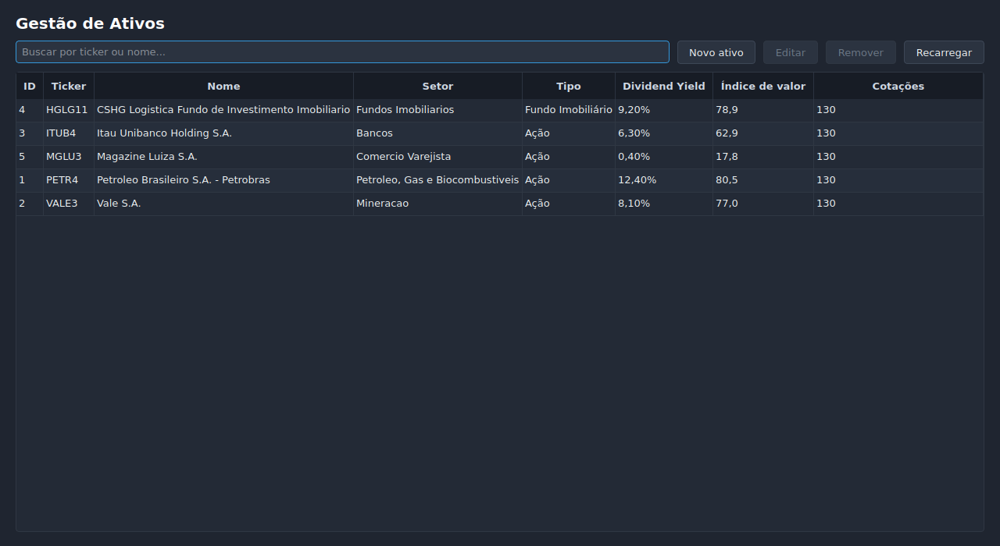 Gestão de Ativos
Buscar por ticker ou nome... Novo ativo Editar Remover Recarregar
ID Ticker Nome Setor Tipo Dividend Yield Índice de valor Cotações
4 HGLG11 CSHG Logistica Fundo de Investimento Imobiliario Fundos Imobiliarios Fundo Imobiliário 9,20% 78,9 130
3 ITUB4 Itau Unibanco Holding S.A. Bancos Ação 6,30% 62,9 130
5 MGLU3 Magazine Luiza S.A. Comercio Varejista Ação 0,40% 17,8 130
1 PETR4 Petroleo Brasileiro S.A. - Petrobras Petroleo, Gas e Biocombustiveis Ação 12,40% 80,5 130
2 VALE3 Vale S.A. Mineracao Ação 8,10% 77,0 130